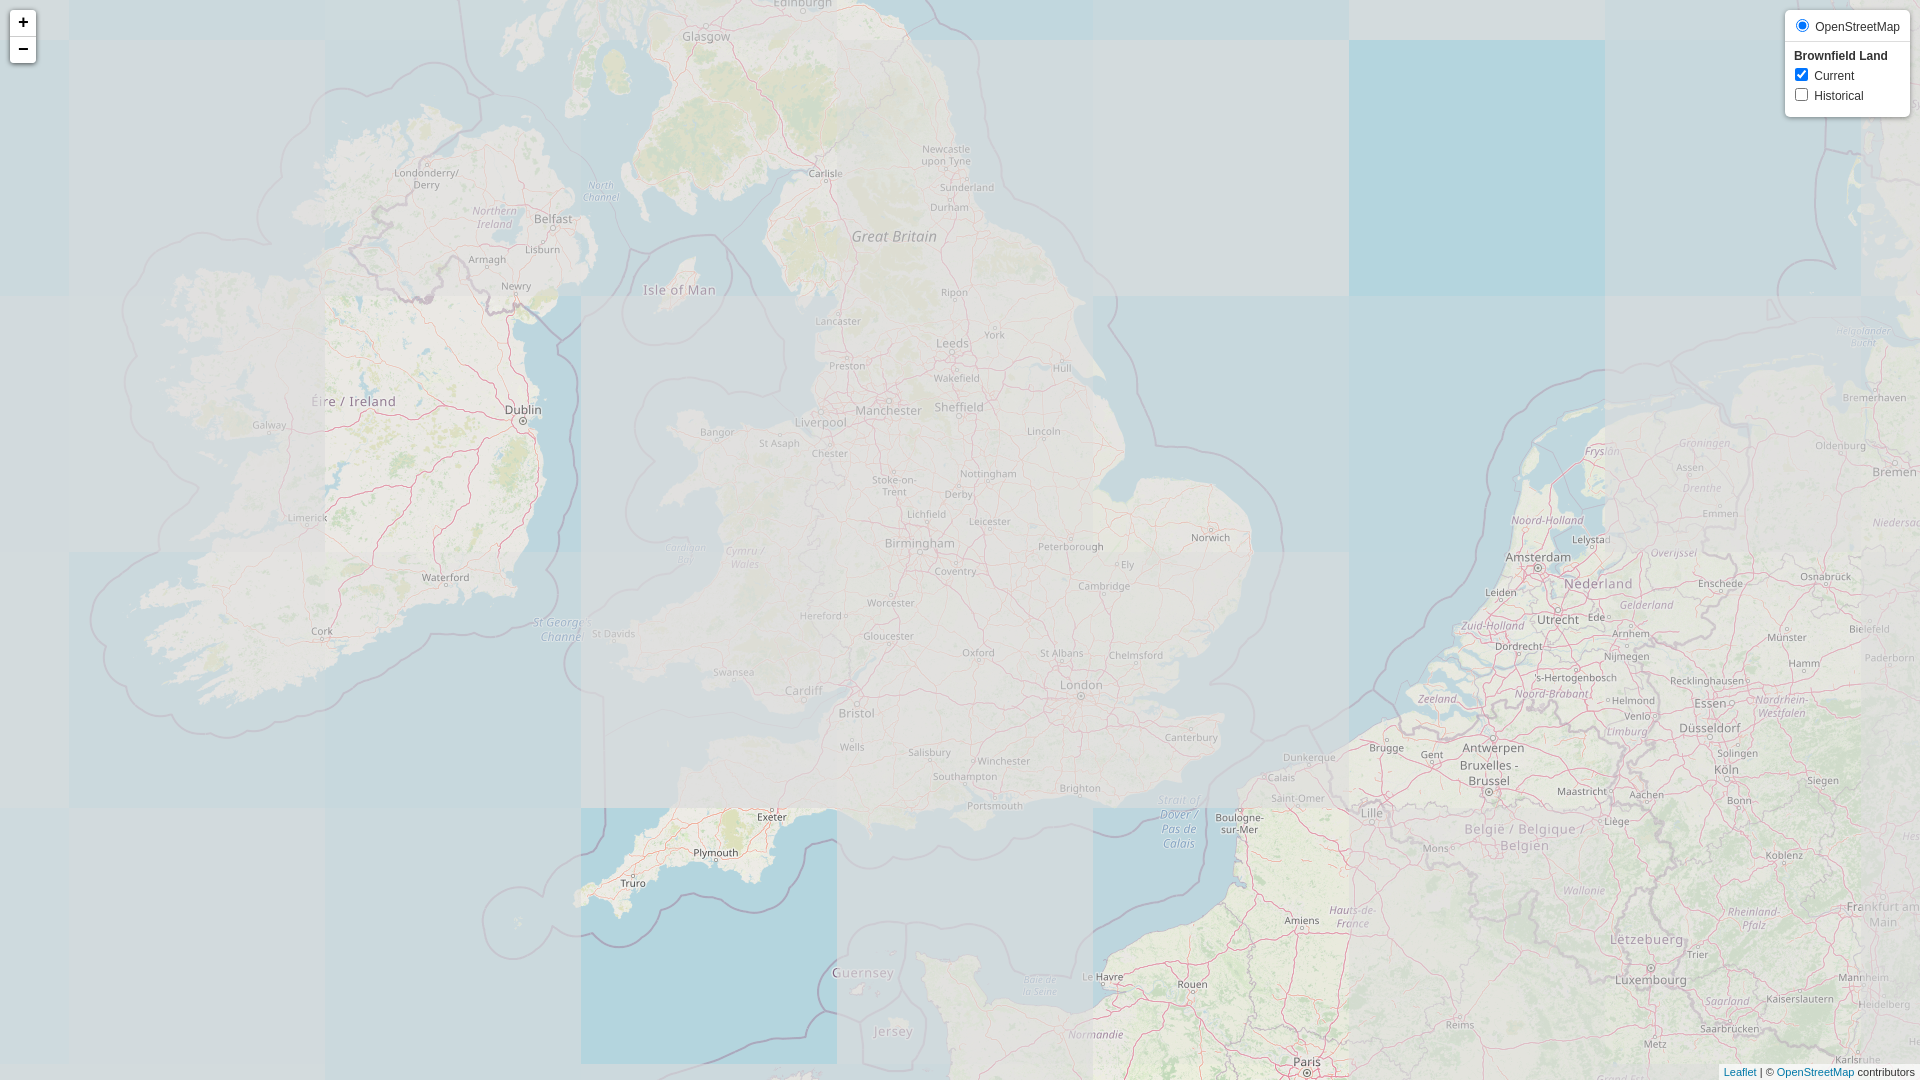 +
−
OpenStreetMap
Brownfield Land
Current
Historical
Edinburgh
Glasgow
Newcastle
upon Tyne
Carlisle
Londonderry/
Derry
North
Channel
Sunderland
Durham
Northern
Ireland
Belfast
Great Britain
Lisburn
Armagh
Newry
Isle of Man
Ripon
Lancaster
York
Leeds
Preston
Hull
Wakefield
Helgoländer
Bucht
Éire / Ireland
Dublin
Manchester
Sheffield
Liverpool
Bremerhaven
Galway
Bangor
St Asaph
Lincoln
Chester
Groningen
Oldenburg
Fryslân
Assen
Bremen
Nottingham
Stoke-on-
Trent
Derby
Drenthe
Lichfield
Leicester
Limerick
Emmen
Noord-Holland
Niedersac
Birmingham
Peterborough
Norwich
Lelystad
Cardigan
Cymru /
Wales
Overijssel
Amsterdam
Ely
Coventry
Waterford
Cambridge
Nederland
Enschede
Osnabrück
Leiden
Worcester
Gelderland
Hereford
Utrecht
Ede
St George
Channel
Zuid-Holland
Cork
St Davids
Gloucester
Arnhem
Münster
Bielefeld
Dordrecht
Oxford
St Albans
Chelmsford
Nijmegen
Hamm
Paderborn
Swansea
's-Hertogenbosch
Recklinghausen
London
Cardiff
Noord-Brabant
Zeeland
Helmond
Essen
Nordrhein-
Westfalen
Bristol
Venlo
Düsseldorf
Limburg
Canterbury
Brugge
Antwerpen
Wells
Salisbury
Gent
Solingen
Winchester
Dunkerque
Bruxelles -
Brussel
Köln
Southampton
Calais
Siegen
Brighton
Maastricht
Aachen
Saint-Omer
Bonn
Portsmouth
Strait of
Dover /
Pas de
Calais
Exeter
Boulogne-
sur-Mer
Lille
Liège
België / Belgique /
Belgien
Mons
Plymouth
Koblenz
Truro
Wallonie
Hauts-de-
France
Rheinland-
Pfalz
Frankfurt am
Main
Amiens
Lëtzebuerg
Trier
Guernsey
Le Havre
Baie de
la Seine
Luxembourg
Rouen
Mannheim
Kaiserslautern
Saarland
Heidelberg
Jersey
Normandie
Reims
Saarbrücken
Metz
Paris
Karlsruhe
Grand Est
Leaflet | © OpenStreetMap contributors